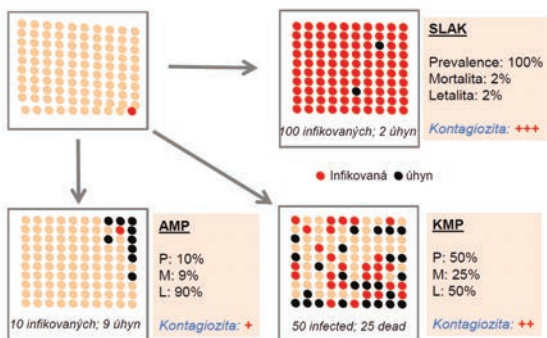 SLAK
Prevalence: 100%
Mortalita: 2%
Letalita: 2%
Kontagiozita: +++
100 infikovaných; 2 úhyn
Infikovaná úhyn
AMP
P: 10%
M: 9%
L: 90%
Kontagiozita: +
10 infikovaných; 9 úhyn
KMP
P: 50%
M: 25%
L: 50%
Kontagiozita: ++
50 infected; 25 dead